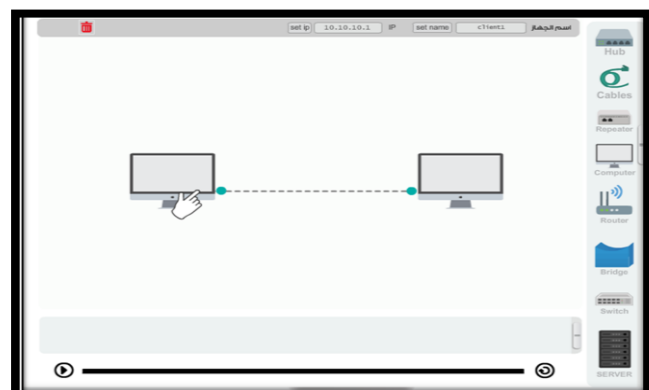 set ip 10.10.10.1 IP set name client1 اسم الجهاز
Hub
Cables
Repeater
Computer
Router
Bridge
Switch
SERVER